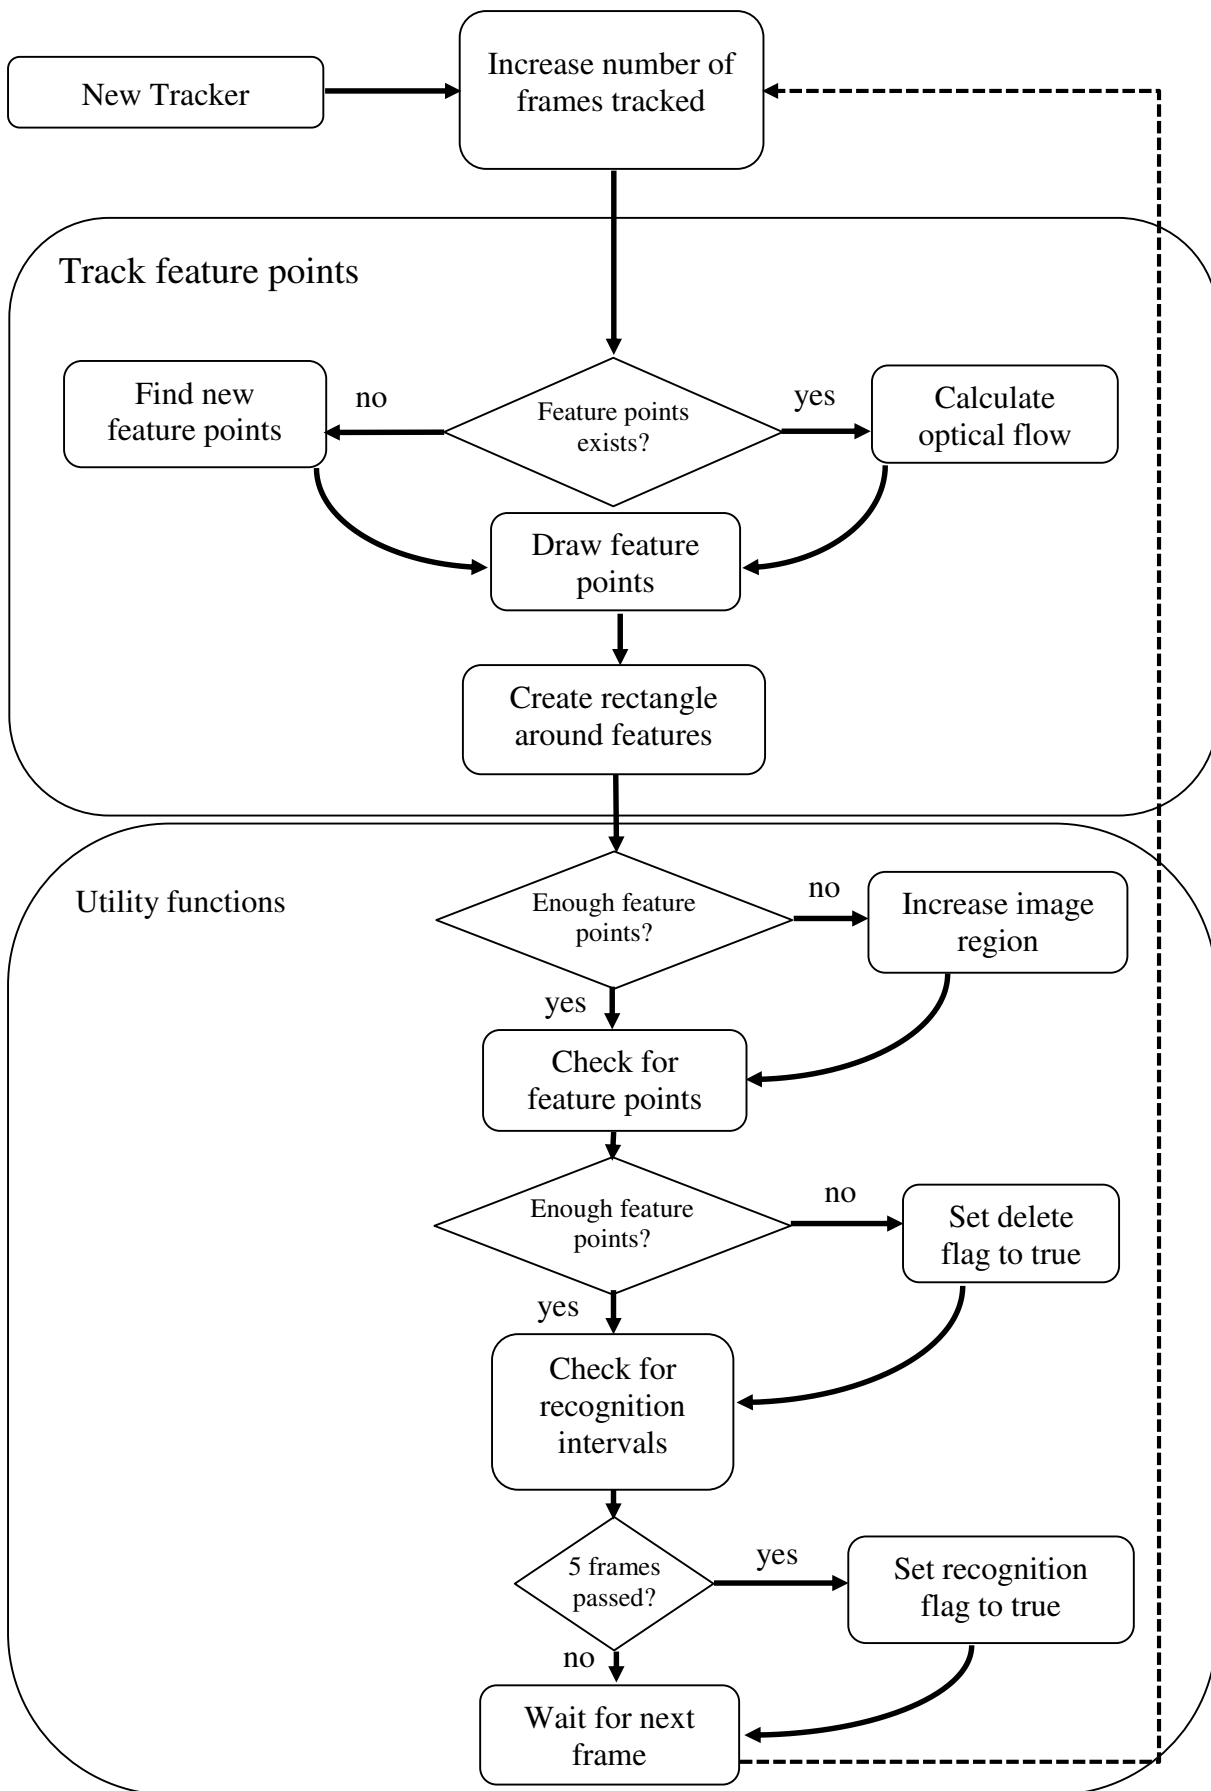 New Tracker
Increase number of
frames tracked
Track feature points
Find new
feature points
no
Feature points
exists?
yes
Calculate
optical flow
Draw feature
points
Create rectangle
around features
Utility functions
Enough feature
points?
no
Increase image
region
yes
Check for
feature points
Enough feature
points?
no
Set delete
flag to true
yes
Check for
recognition
intervals
5 frames
passed?
yes
Set recognition
flag to true
no
Wait for next
frame